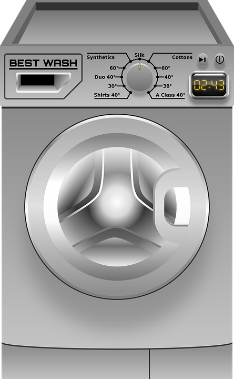 Synthetics Silk Cottons
BEST WASH
60° 60°
Duo 40° 40°
30° 30°
Shirts 40° A Class 40°
02:43